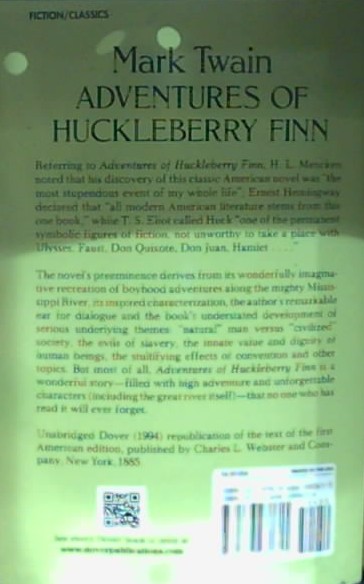 FICTION/CLASSICS
Mark Twain
ADVENTURES OF
HUCKLEBERRY FINN
Referring to Adventures of Huckleberry Finn, H. L. Mencken
noted that his discovery of this classic American novel was "the
most stupendous event of my whole life"; Ernest Hemingway
declared that "all modern American literature stems from this
one book," while T. S. Eliot called Huck "one of the permanent
symbolic figures of fiction, not unworthy to take a place with
Ulysses, Faust, Don Quixote, Don Juan, Hamlet . . . ."
The novel's preeminence derives from its wonderfully imagina-
tive recreation of boyhood adventures along the mighty Missis-
sippi River, its inspired characterization, the author's remarkable
ear for dialogue and the book's understated development of
serious underlying themes: "natural" man versus "civilized"
society, the evils of slavery, the innate value and dignity of
human beings, the stultifying effects of convention and other
topics. But most of all, Adventures of Huckleberry Finn is a
wonderful story—filled with high adventure and unforgettable
characters (including the great river itself)—that no one who has
read it will ever forget.
Unabridged Dover (1994) republication of the text of the first
American edition, published by Charles L. Webster and Com-
pany, New York, 1885.
www.doverpublications.com